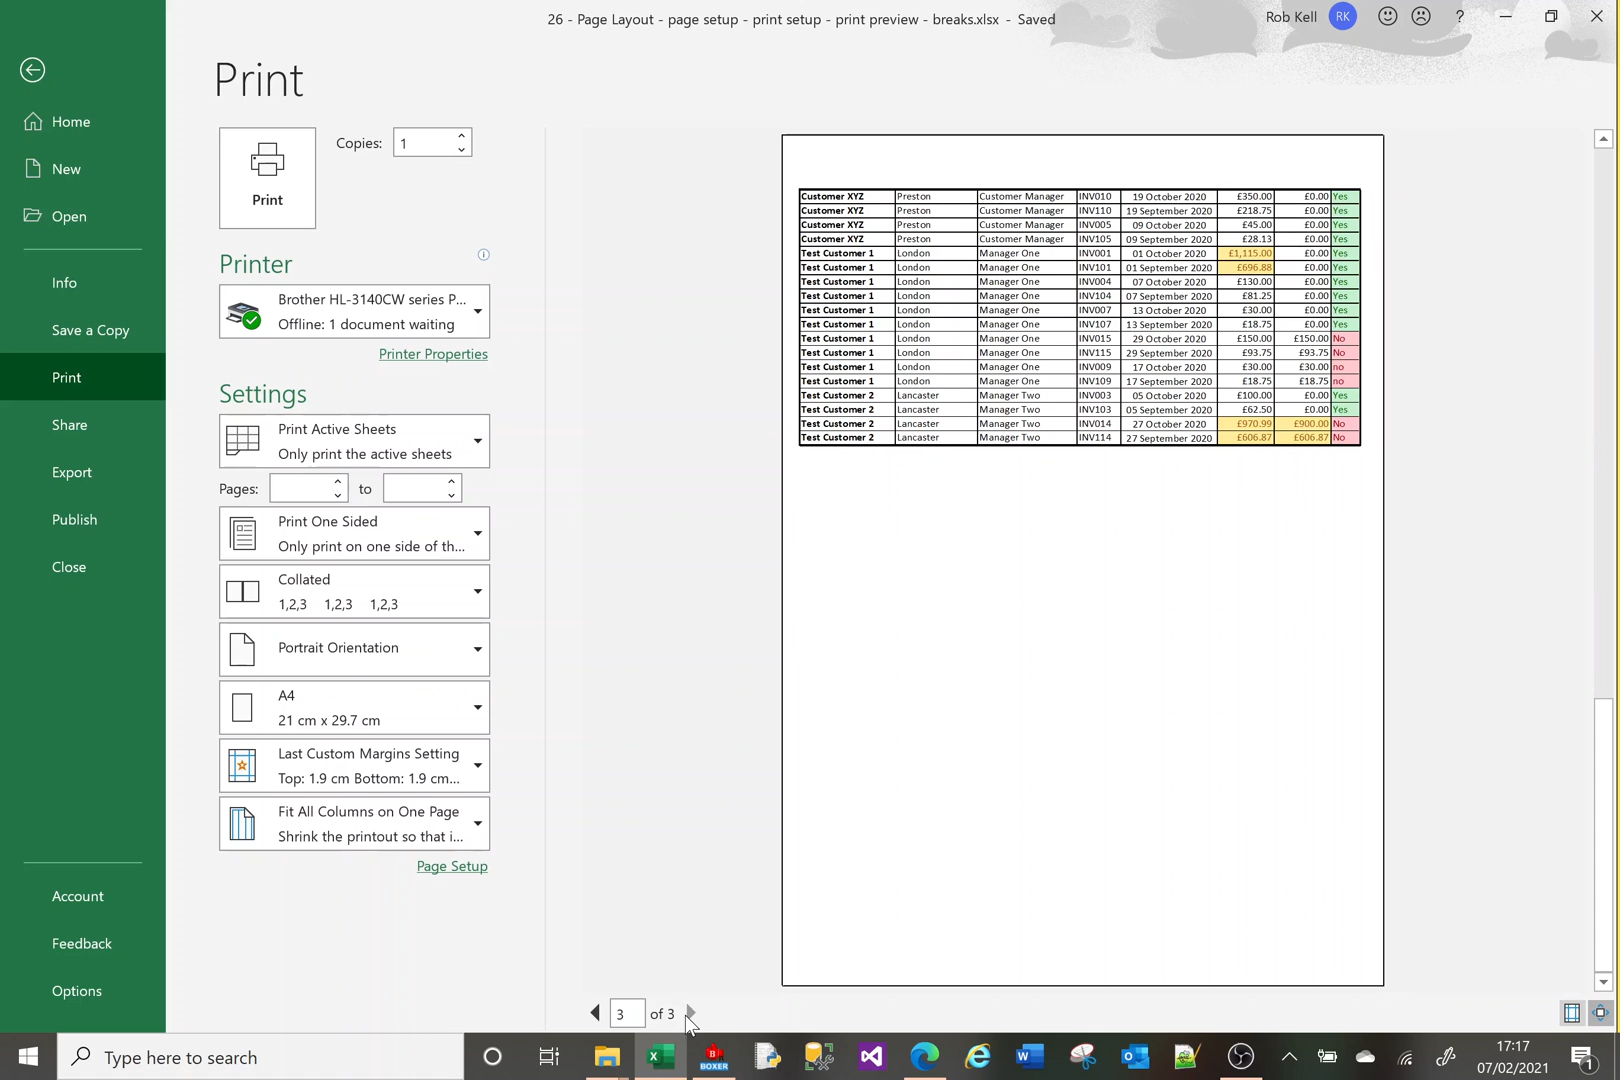 26 - Page Layout - page setup - print setup - print preview - breaks.xlsx - Saved
Rob Kell RK ?
Print
Home
New
Open
Info
Save a Copy
Print
Share
Export
Publish
Close
Account
Feedback
Options
Print
Copies: 1
Printer
Brother HL-3140CW series P...
Offline: 1 document waiting
Printer Properties
Settings
Print Active Sheets
Only print the active sheets
Pages: to
Print One Sided
Only print on one side of th...
Collated
1,2,3 1,2,3 1,2,3
Portrait Orientation
A4
21 cm x 29.7 cm
Last Custom Margins Setting
Top: 1.9 cm Bottom: 1.9 cm...
Fit All Columns on One Page
Shrink the printout so that i...
Page Setup
Customer XYZ Preston Customer Manager INV010 19 October 2020 £350.00 £0.00 Yes
Customer XYZ Preston Customer Manager INV110 19 September 2020 £218.75 £0.00 Yes
Customer XYZ Preston Customer Manager INV005 09 October 2020 £45.00 £0.00 Yes
Customer XYZ Preston Customer Manager INV105 09 September 2020 £28.13 £0.00 Yes
Test Customer 1 London Manager One INV001 01 October 2020 £1,115.00 £0.00 Yes
Test Customer 1 London Manager One INV101 01 September 2020 £696.88 £0.00 Yes
Test Customer 1 London Manager One INV004 07 October 2020 £130.00 £0.00 Yes
Test Customer 1 London Manager One INV104 07 September 2020 £81.25 £0.00 Yes
Test Customer 1 London Manager One INV007 13 October 2020 £30.00 £0.00 Yes
Test Customer 1 London Manager One INV107 13 September 2020 £18.75 £0.00 Yes
Test Customer 1 London Manager One INV015 29 October 2020 £150.00 £150.00 No
Test Customer 1 London Manager One INV115 29 September 2020 £93.75 £93.75 No
Test Customer 1 London Manager One INV009 17 October 2020 £30.00 £30.00 no
Test Customer 1 London Manager One INV109 17 September 2020 £18.75 £18.75 no
Test Customer 2 Lancaster Manager Two INV003 05 October 2020 £100.00 £0.00 Yes
Test Customer 2 Lancaster Manager Two INV103 05 September 2020 £62.50 £0.00 Yes
Test Customer 2 Lancaster Manager Two INV014 27 October 2020 £970.99 £900.00 No
Test Customer 2 Lancaster Manager Two INV114 27 September 2020 £606.87 £606.87 No
3 of 3
Type here to search
BOXER
17:17
07/02/2021
1